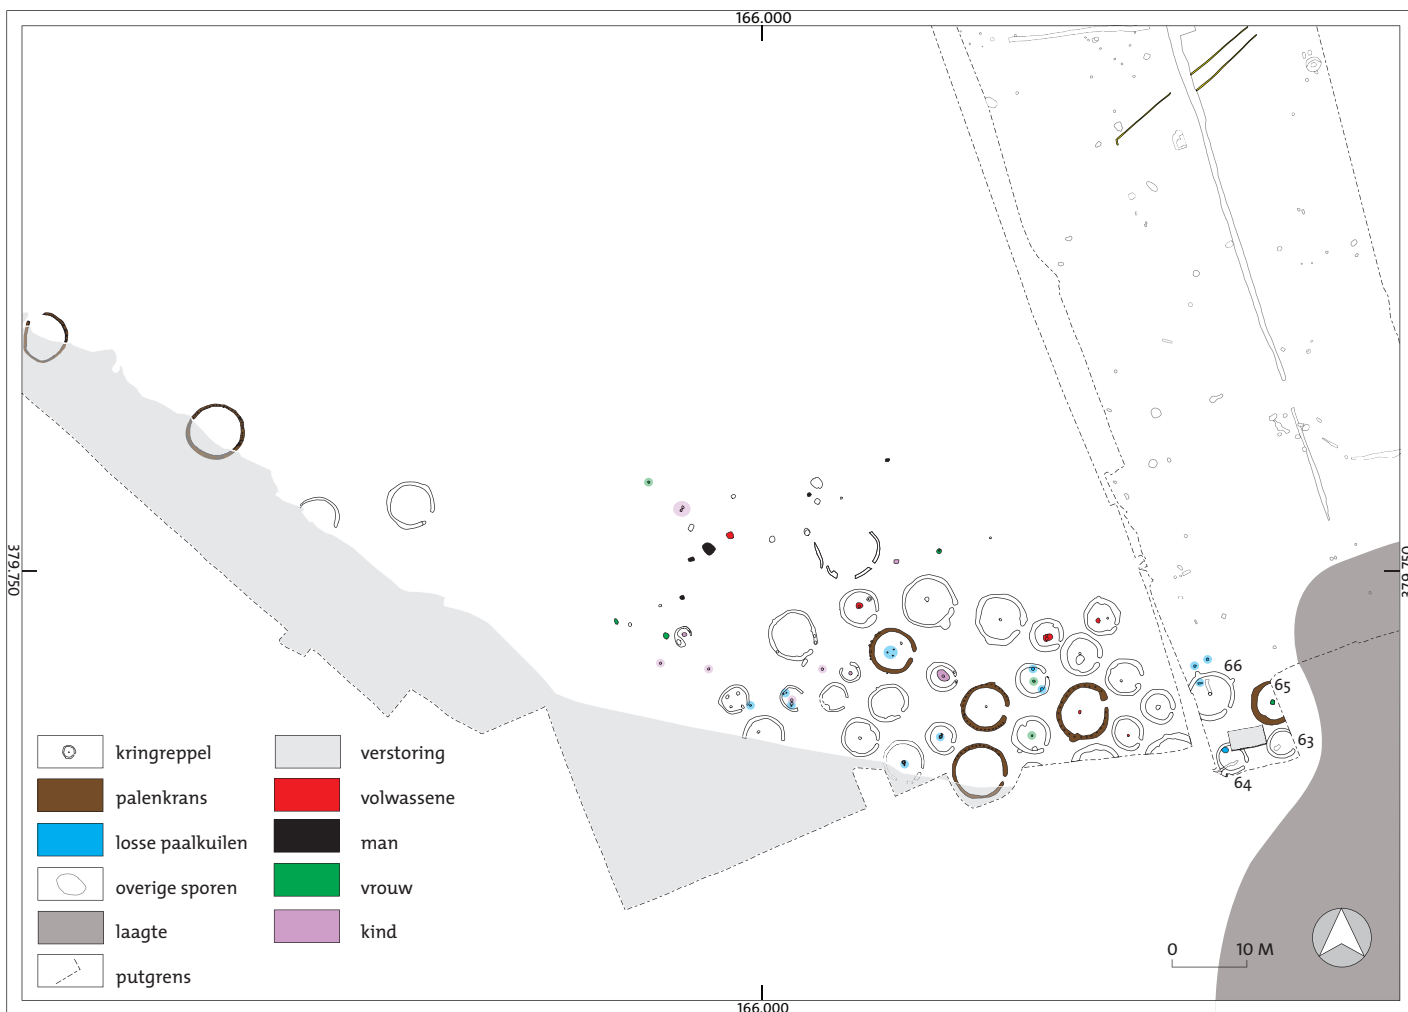 166.000
379.750
379.750
66
65
63
64
kringreppel
palenkrans
losse paalkuilen
overige sporen
laagte
putgrens
verstoring
volwassene
man
vrouw
kind
0 10 M
166.000